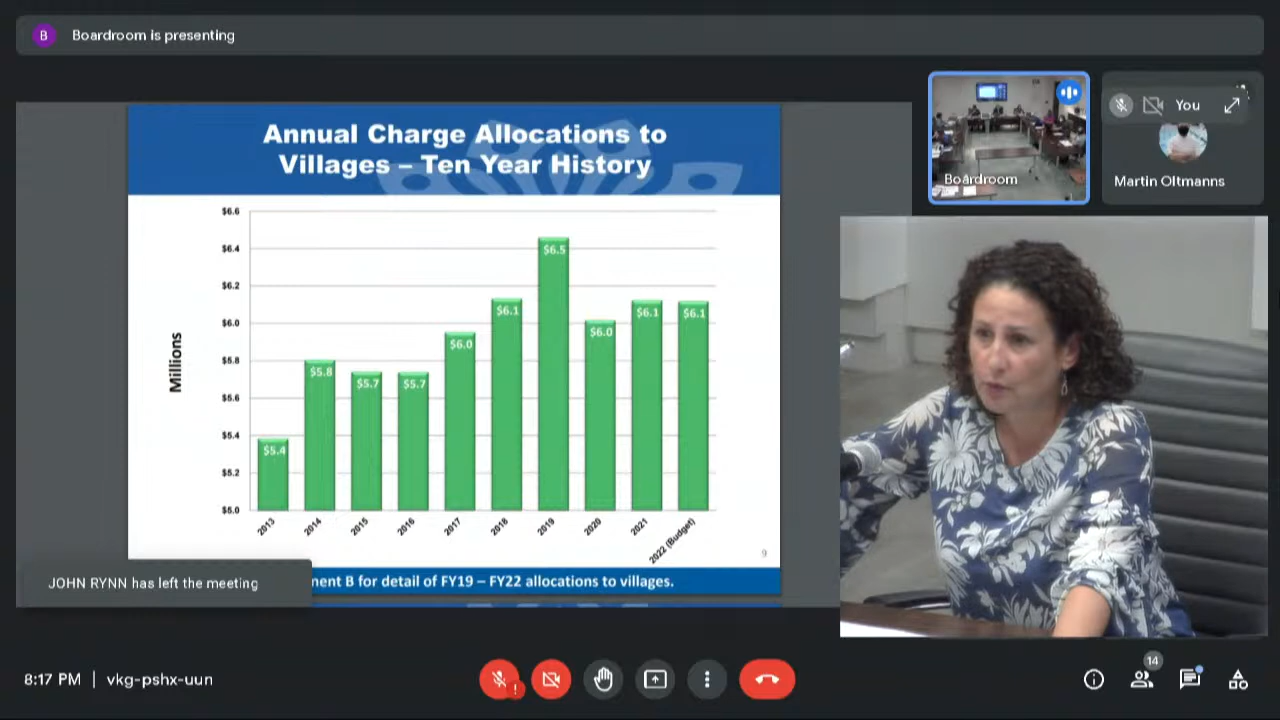 B Boardroom is presenting
Annual Charge Allocations to
Villages – Ten Year History
Millions
$6.6
$6.4
$6.2
$6.0
$5.8
$5.6
$5.4
$5.2
$5.0
$5.4
$5.8
$5.7
$5.7
$6.0
$6.1
$6.5
$6.0
$6.1
$6.1
2013
2014
2015
2016
2017
2018
2019
2020
2021
2022 (Budget)
9
nent B for detail of FY19 – FY22 allocations to villages.
JOHN RYNN has left the meeting
Boardroom
You
Martin Oltmanns
8:17 PM | vkg-pshx-uun
!
14